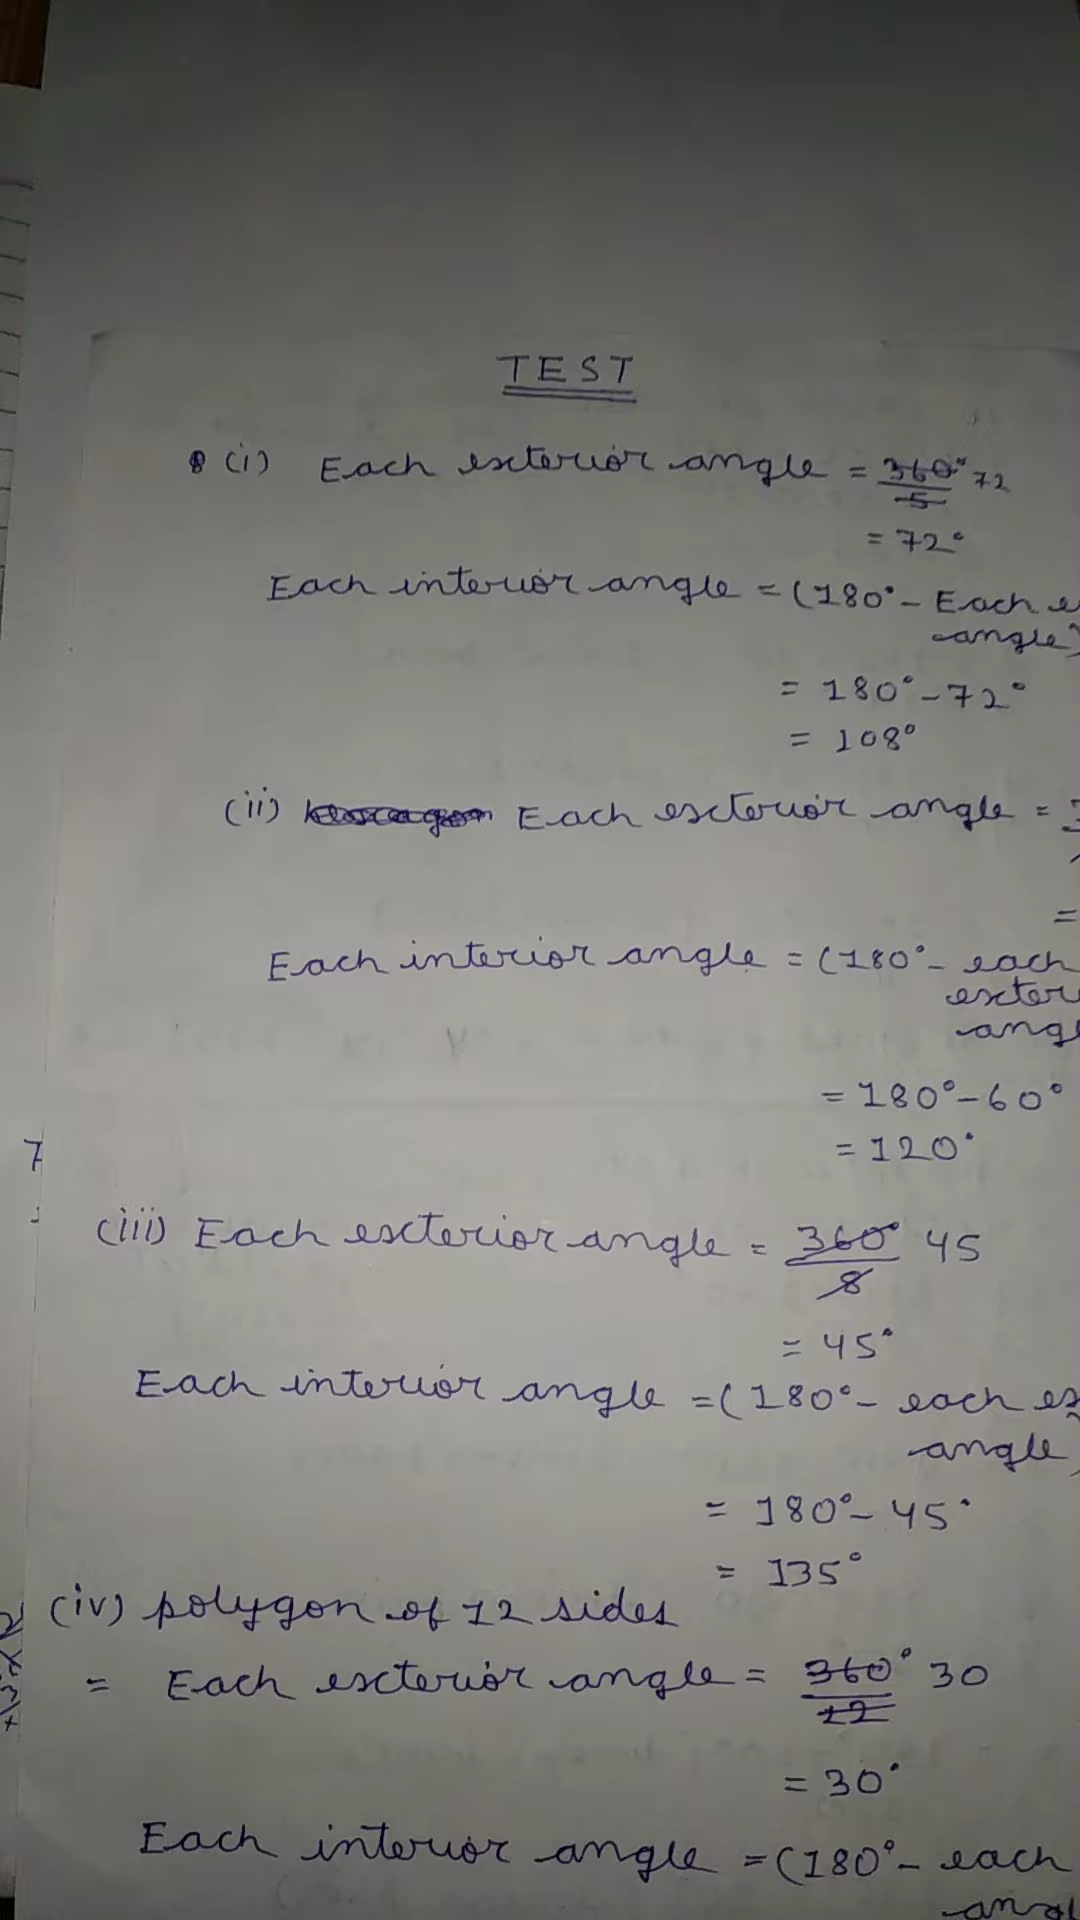 TEST
8 (i) Each exterior angle = 360° 72
5
= 72°
Each interior angle = (180° - Each
angle)
= 180° - 72°
= 108°
(ii) Each exterior angle =
=
Each interior angle = (180° - each
= 180° - 60°
= 120°
7
(iii) Each exterior angle = 360° 45
8
= 45°
Each interior angle = (180° - each
angle
= 180° - 45°
= 135°
(iv) polygon of 12 sides
= Each exterior angle = 360° 30
12
= 30°
Each interior angle = (180° - each